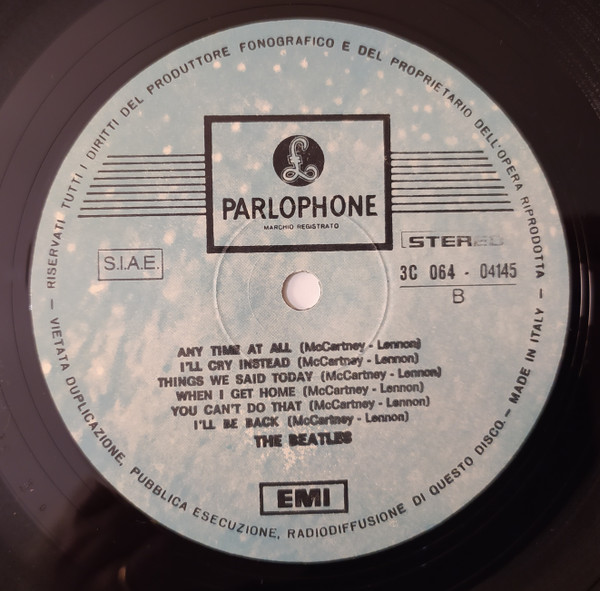 RISERVATI TUTTI I DIRITTI DEL PRODUTTORE FONOGRAFICO E DEL PROPRIETARIO DELL'OPERA RIPRODOTTA
£
PARLOPHONE
MARCHIO REGISTRATO
S.I.A.E.
STEREO
3C 064 - 04145
B
ANY TIME AT ALL (McCartney - Lennon)
I'LL CRY INSTEAD (McCartney - Lennon)
THINGS WE SAID TODAY (McCartney - Lennon)
WHEN I GET HOME (McCartney - Lennon)
YOU CAN'T DO THAT (McCartney - Lennon)
I'LL BE BACK (McCartney - Lennon)
THE BEATLES
EMI
— VIETATA DUPLICAZIONE, PUBBLICA ESECUZIONE, RADIODIFFUSIONE DI QUESTO DISCO. — MADE IN ITALY —